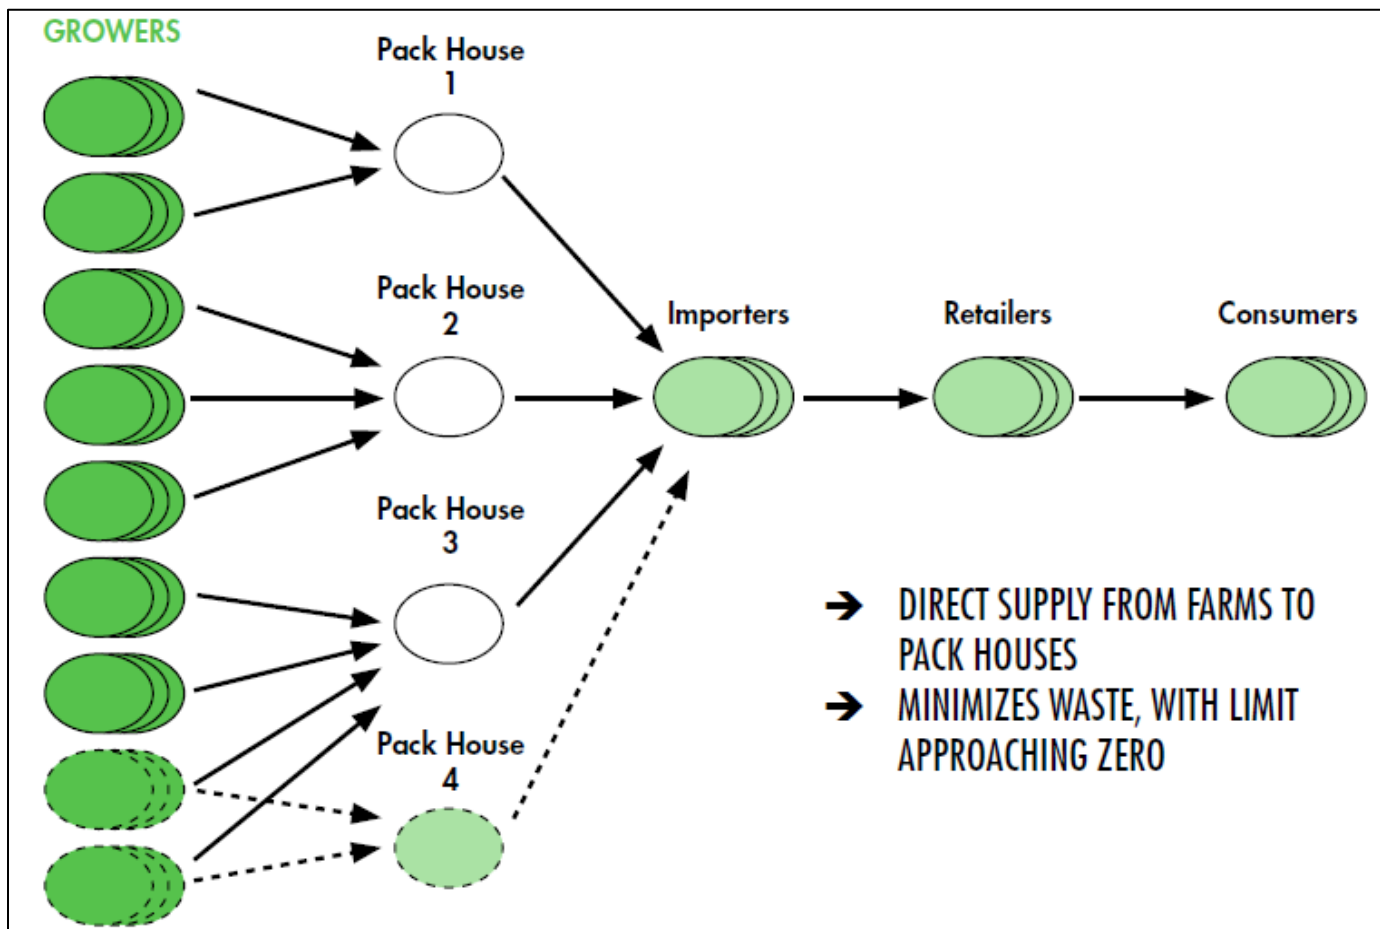 GROWERS
Pack House
1
Pack House
2
Importers
Retailers
Consumers
Pack House
3
➔ DIRECT SUPPLY FROM FARMS TO
PACK HOUSES
➔ MINIMIZES WASTE, WITH LIMIT
APPROACHING ZERO
Pack House
4